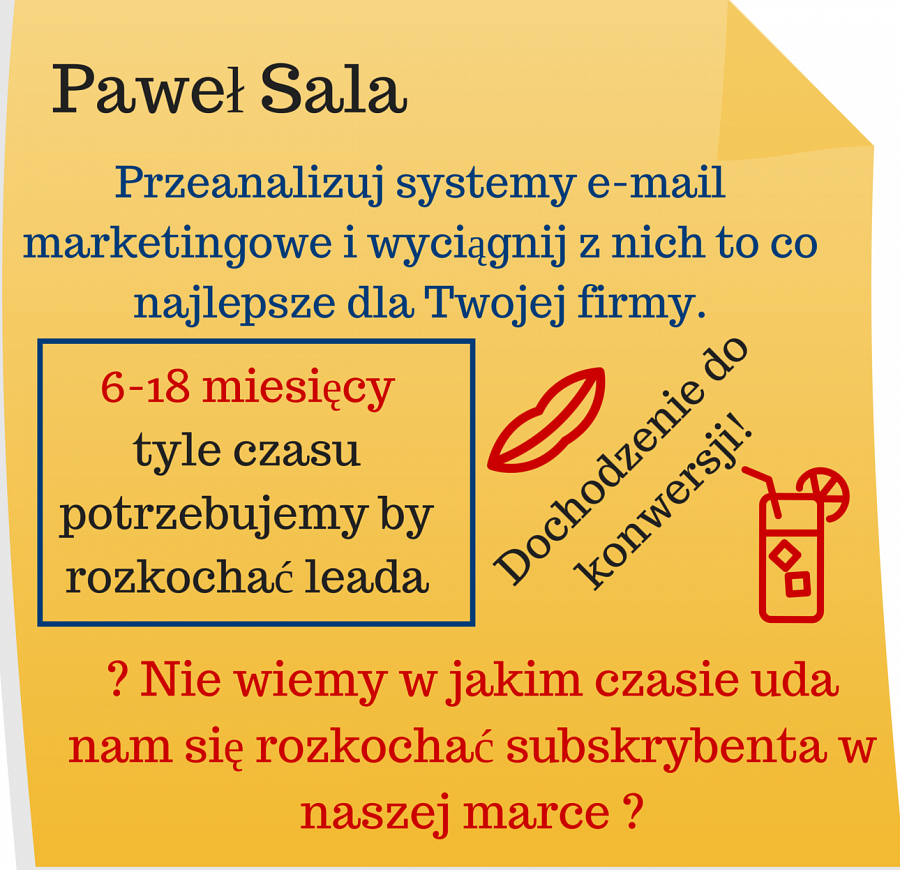 Paweł Sala
Przeanalizuj systemy e-mail
marketingowe i wyciągnij z nich to co
najlepsze dla Twojej firmy.
6-18 miesięcy
tyle czasu
potrzebujemy by
rozkochać leada
Dochodzenie do
konwersji!
? Nie wiemy w jakim czasie uda
nam się rozkochać subskrybenta w
naszej marce ?